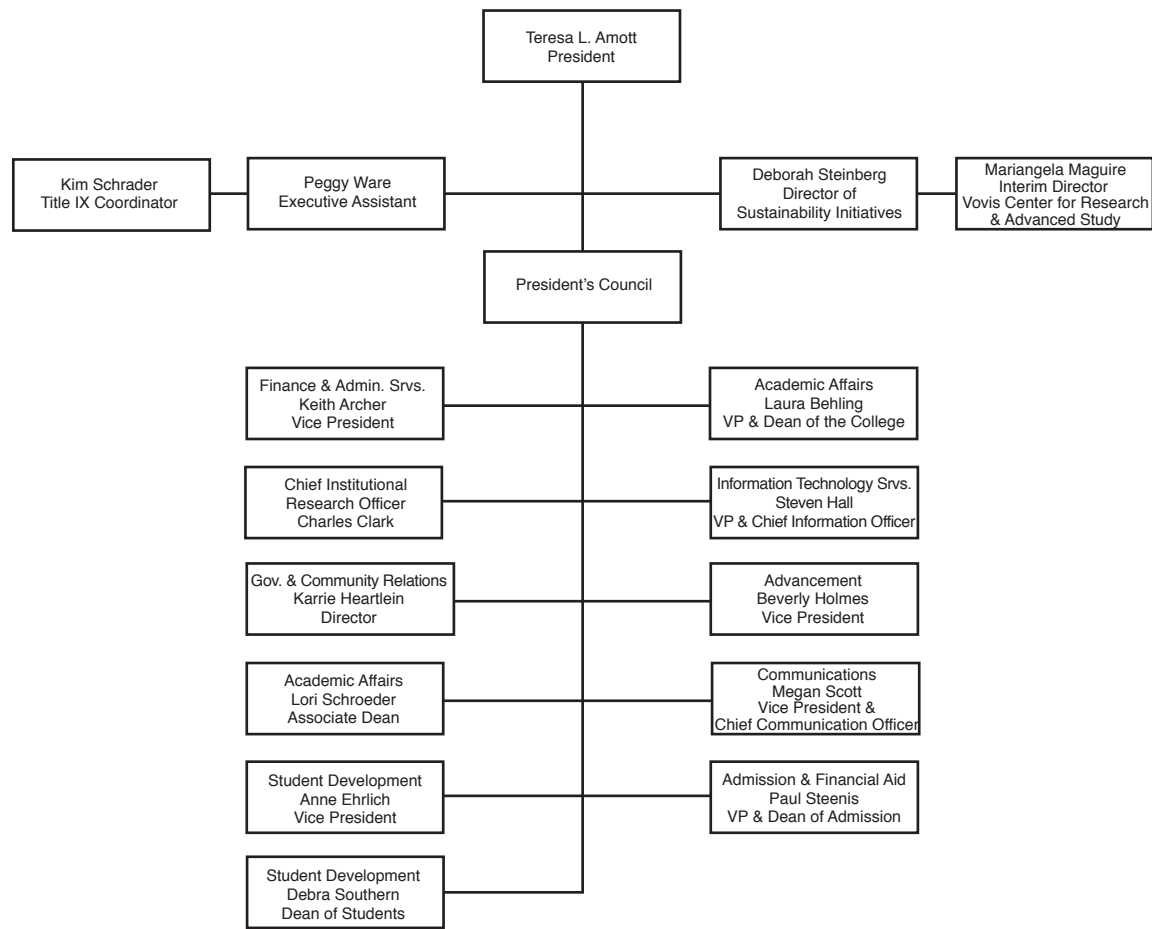 Teresa L. Amott
President
Kim Schrader
Title IX Coordinator
Peggy Ware
Executive Assistant
Deborah Steinberg
Director of
Sustainability Initiatives
Mariangela Maguire
Interim Director
Vovis Center for Research
& Advanced Study
President's Council
Finance & Admin. Srvs.
Keith Archer
Vice President
Academic Affairs
Laura Behling
VP & Dean of the College
Chief Institutional
Research Officer
Charles Clark
Information Technology Srvs.
Steven Hall
VP & Chief Information Officer
Gov. & Community Relations
Karrie Heartlein
Director
Advancement
Beverly Holmes
Vice President
Academic Affairs
Lori Schroeder
Associate Dean
Communications
Megan Scott
Vice President &
Chief Communication Officer
Student Development
Anne Ehrlich
Vice President
Admission & Financial Aid
Paul Steenis
VP & Dean of Admission
Student Development
Debra Southern
Dean of Students